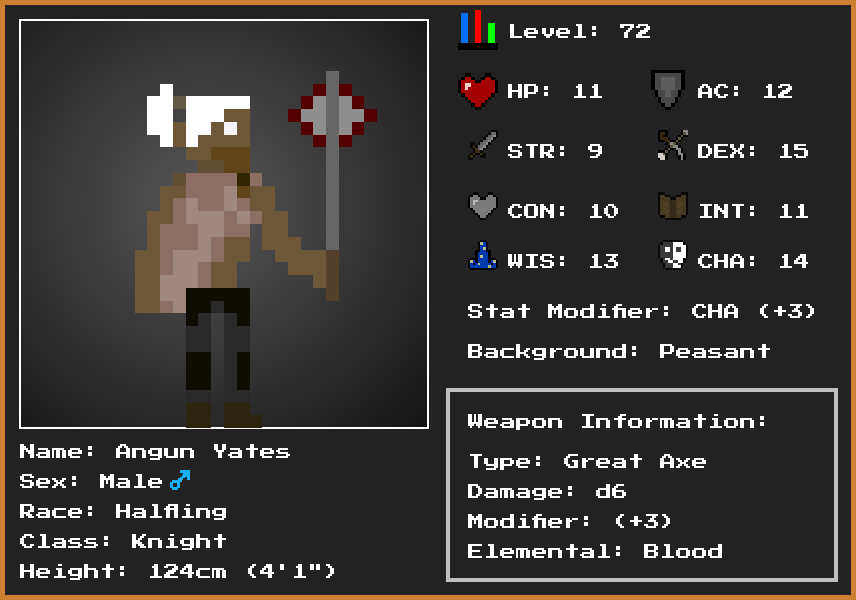 Level: 72
HP: 11
AC: 12
STR: 9
DEX: 15
CON: 10
INT: 11
WIS: 13
CHA: 14
Stat Modifier: CHA (+3)
Background: Peasant
Name: Angun Yates
Sex: Male♂
Race: Halfling
Class: Knight
Height: 124cm (4'1")
Weapon Information:
Type: Great Axe
Damage: d6
Modifier: (+3)
Elemental: Blood